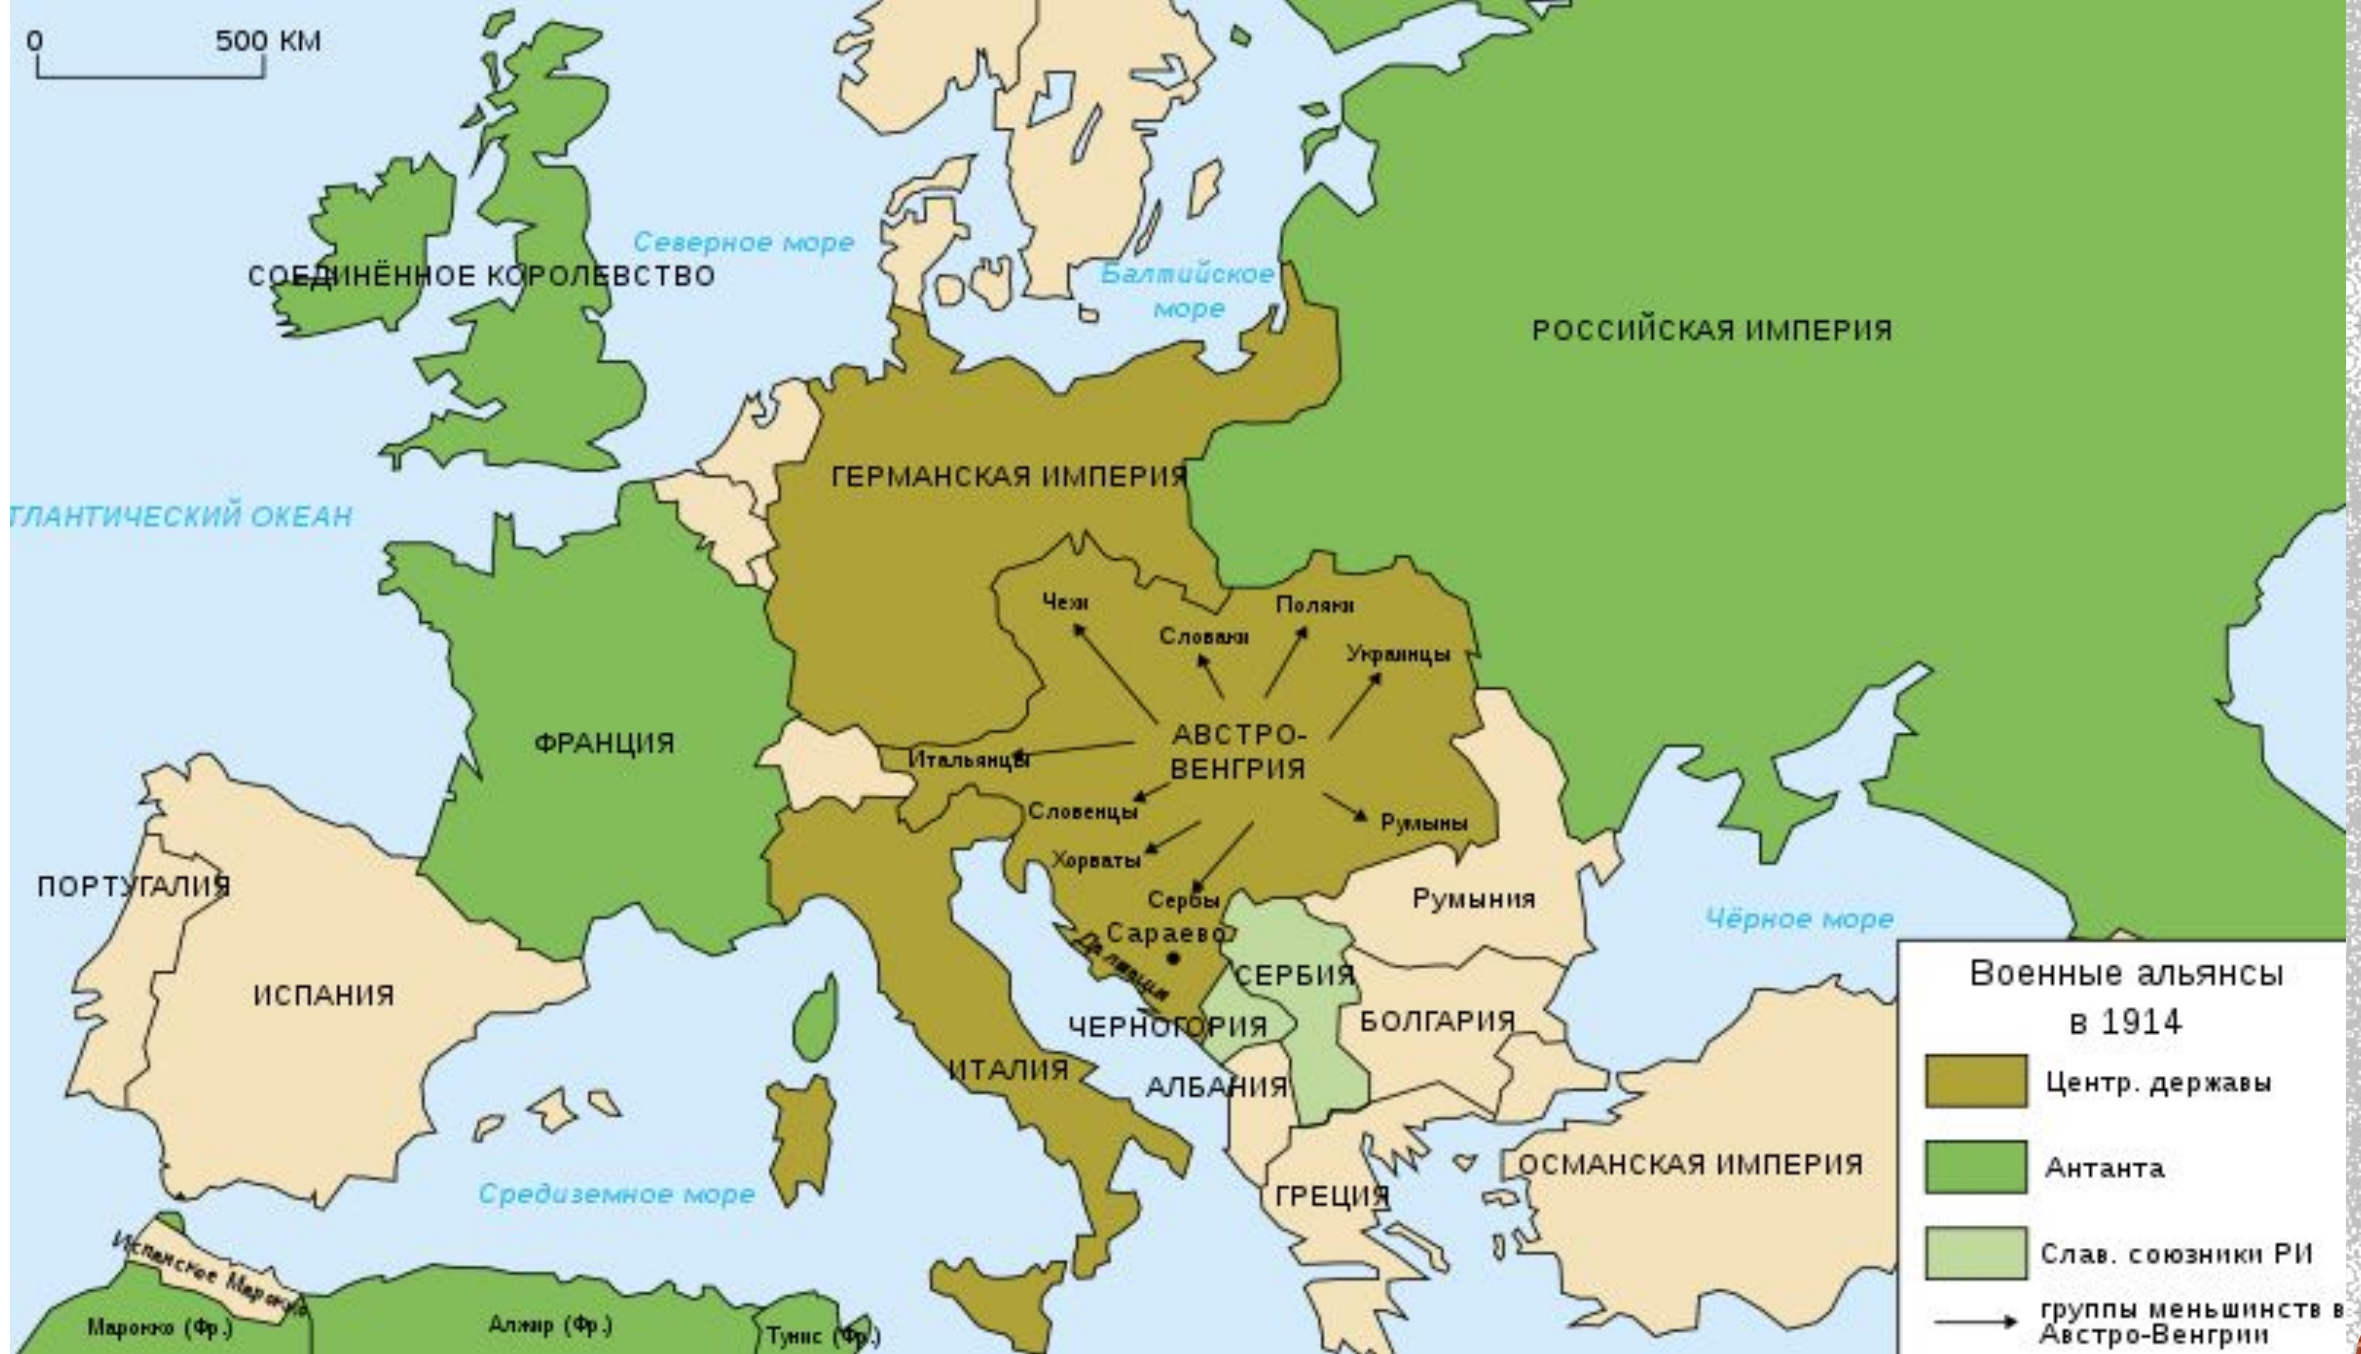 0 500 КМ
Северное море
СОЕДИНЁННОЕ КОРОЛЕВСТВО
Балтийское
море
РОССИЙСКАЯ ИМПЕРИЯ
ГЕРМАНСКАЯ ИМПЕРИЯ
ТЛАНТИЧЕСКИЙ ОКЕАН
Чехи
Поляки
Словаки
Украинцы
ФРАНЦИЯ
АВСТРО-
ВЕНГРИЯ
Итальянцы
Словенцы
Румыны
Хорваты
ПОРТУГАЛИЯ
Сербы
Румыния
Чёрное море
Сараево
Далмация
СЕРБИЯ
ИСПАНИЯ
ЧЕРНОГОРИЯ
БОЛГАРИЯ
ИТАЛИЯ
АЛБАНИЯ
ОСМАНСКАЯ ИМПЕРИЯ
Средиземное море
ГРЕЦИЯ
Испанское Марокко
Марокко (Фр.)
Алжир (Фр.)
Тунис (Фр.)
Военные альянсы
в 1914
Центр. державы
Антанта
Слав. союзники РИ
группы меньшинств в
Австро-Венгрии